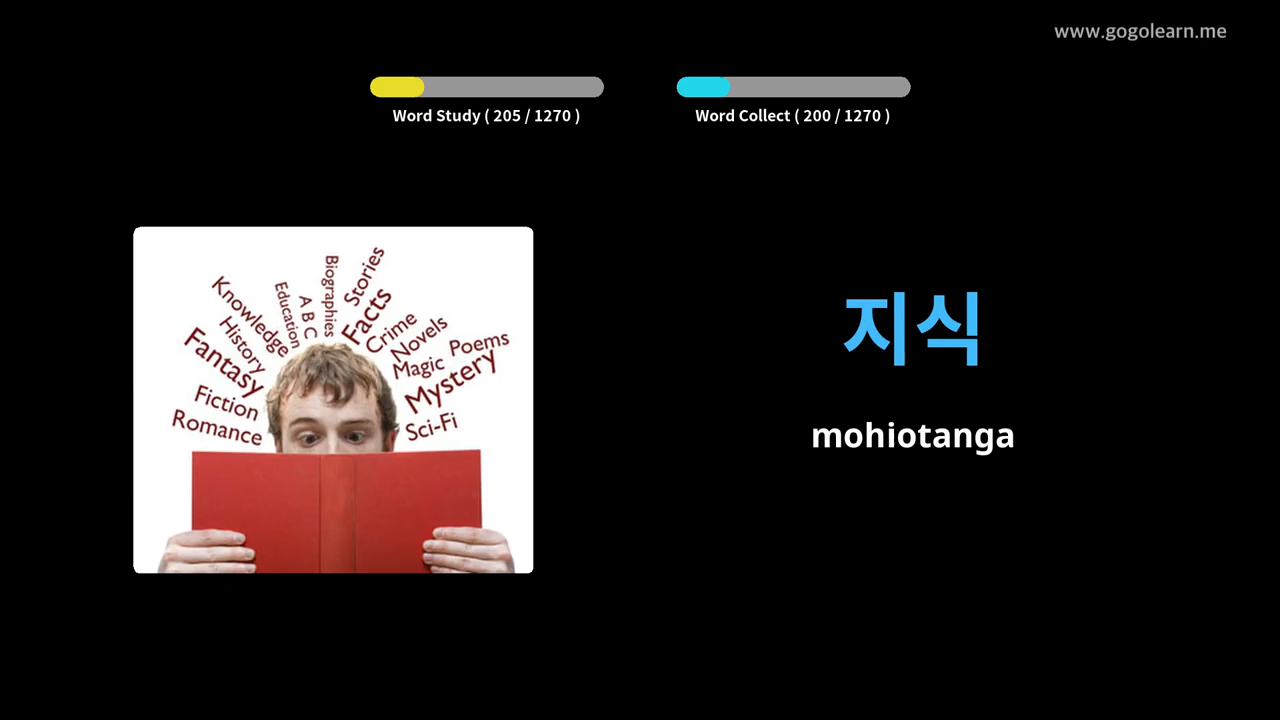 www.gogolearn.me
Word Study ( 205 / 1270 )
Word Collect ( 200 / 1270 )
Knowledge
History
Fantasy
Fiction
Romance
Education
A B C
Biographies
Stories
Facts
Crime
Novels
Magic
Poems
Mystery
Sci-Fi
지식
mohiotanga